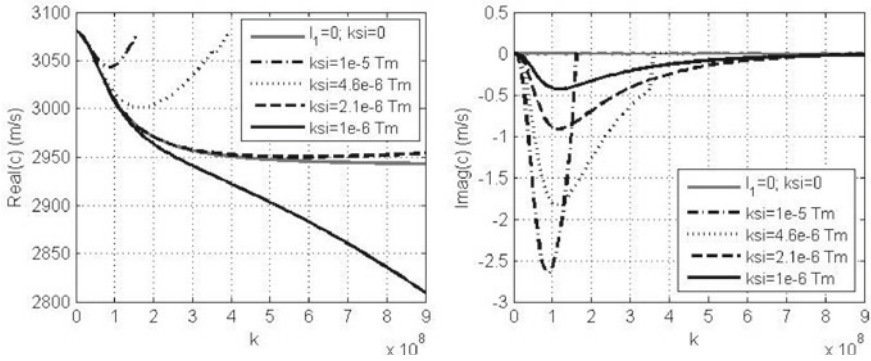 3100
3050
3000
2950
2900
2850
2800
Real(c) (m/s)
0 1 2 3 4 5 6 7 8 9
k
x 10^8
l_1=0; ksi=0
ksi=1e-5 Tm
ksi=4.6e-6 Tm
ksi=2.1e-6 Tm
ksi=1e-6 Tm
0.5
0
-0.5
-1
-1.5
-2
-2.5
-3
Imag(c) (m/s)
0 1 2 3 4 5 6 7 8 9
k
x 10^8
l_1=0; ksi=0
ksi=1e-5 Tm
ksi=4.6e-6 Tm
ksi=2.1e-6 Tm
ksi=1e-6 Tm